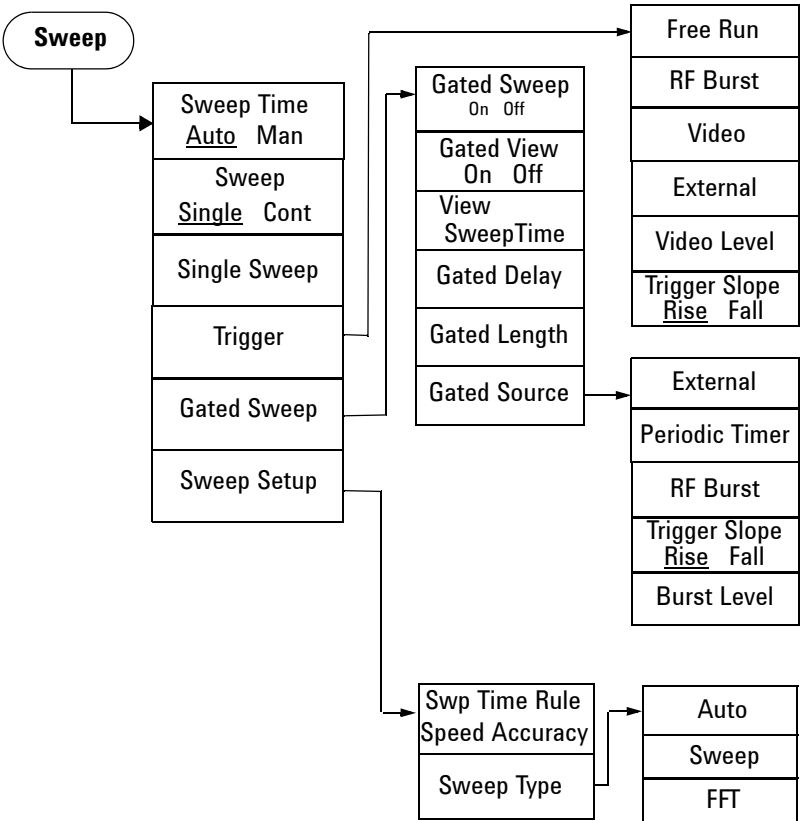 Sweep
Sweep Time
Auto Man
Sweep
Single Cont
Single Sweep
Trigger
Gated Sweep
Sweep Setup
Gated Sweep
On Off
Gated View
On Off
View
SweepTime
Gated Delay
Gated Length
Gated Source
Free Run
RF Burst
Video
External
Video Level
Trigger Slope
Rise Fall
External
Periodic Timer
RF Burst
Trigger Slope
Rise Fall
Burst Level
Swp Time Rule
Speed Accuracy
Sweep Type
Auto
Sweep
FFT